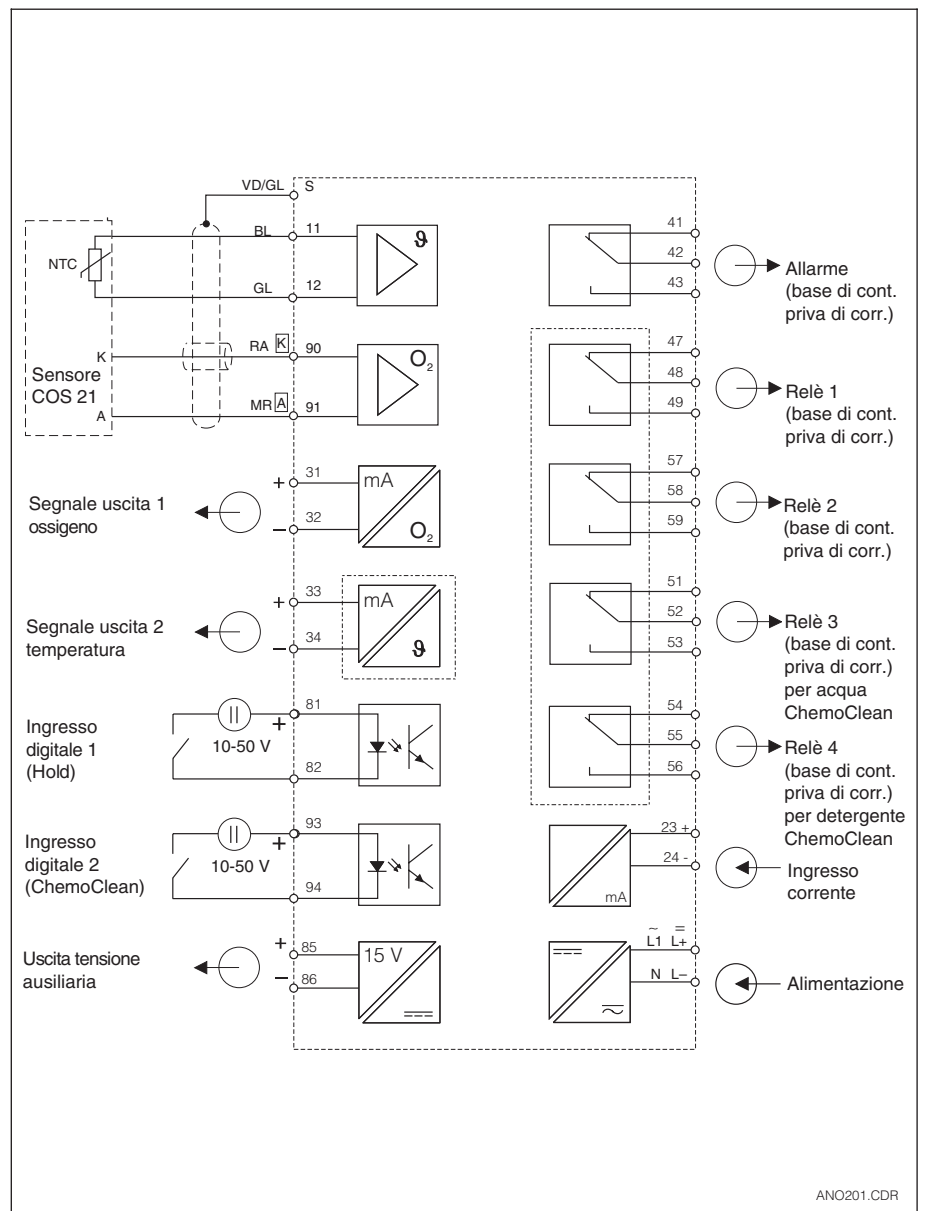 VD/GL S
BL 11
ϑ
NTC
GL 12
K RA K 90
O2
Sensore
COS 21
A MR A 91
+ 31
mA
Segnale uscita 1
ossigeno
– 32
O2
+ 33
mA
Segnale uscita 2
temperatura
– 34
ϑ
81
+
Ingresso
digitale 1
(Hold)
10-50 V
82
93
+
Ingresso
digitale 2
(ChemoClean)
10-50 V
94
Uscita tensione
ausiliaria
+ 85
– 86
15 V
41
42
43
Allarme
(base di cont.
priva di corr.)
47
48
49
Relè 1
(base di cont.
priva di corr.)
57
58
59
Relè 2
(base di cont.
priva di corr.)
51
52
53
Relè 3
(base di cont.
priva di corr.)
per acqua
ChemoClean
54
55
56
Relè 4
(base di cont.
priva di corr.)
per detergente
ChemoClean
23 +
24 -
mA
Ingresso
corrente
~ =
L1 L+
N L–
Alimentazione
ANO201.CDR